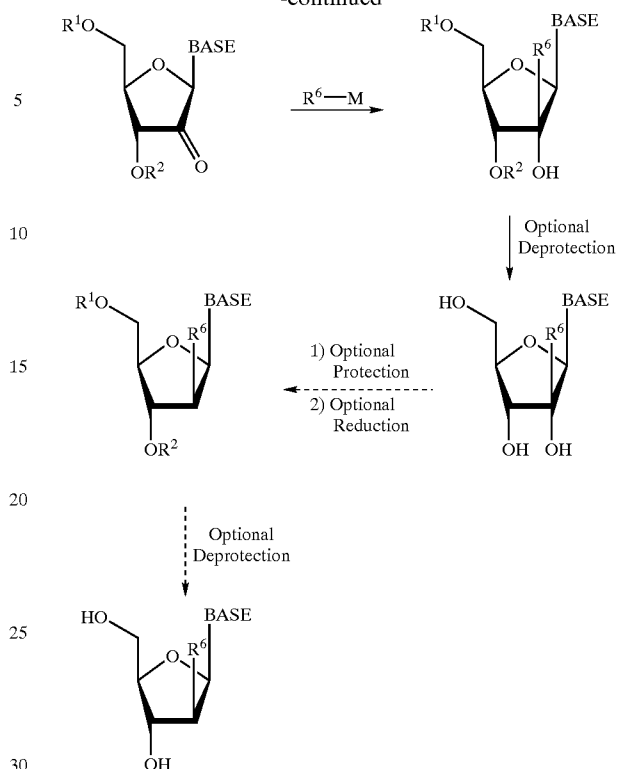 -continued
R¹O
BASE
O
O
OR²
R⁶—M
R¹O
BASE
R⁶
O
OR²
OH
5
10
Optional
Deprotection
R¹O
BASE
R⁶
O
OR²
1) Optional
Protection
2) Optional
Reduction
HO
BASE
R⁶
O
OH
OH
15
20
Optional
Deprotection
25
HO
BASE
R⁶
O
OH
30